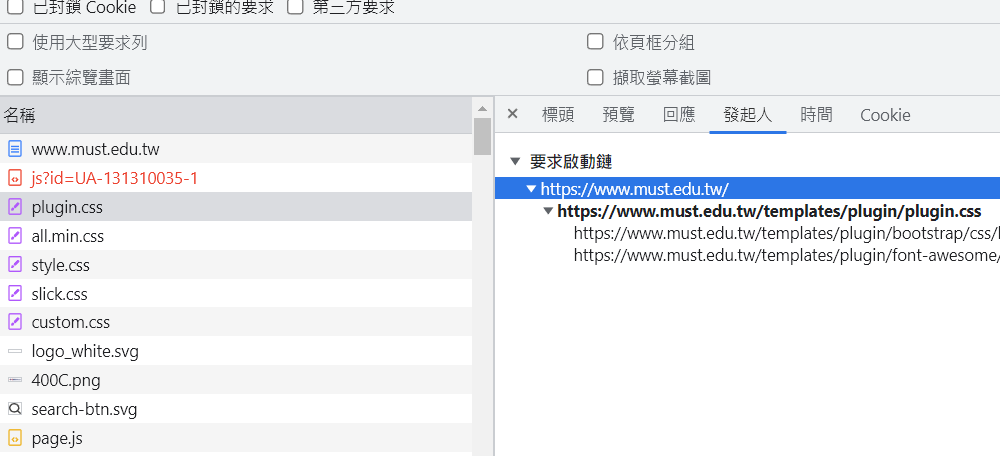 已封鎖 Cookie 已封鎖的要求 第三方要求
使用大型要求列 依頁框分組
顯示綜覽畫面 擷取螢幕截圖
名稱
www.must.edu.tw
js?id=UA-131310035-1
plugin.css
all.min.css
style.css
slick.css
custom.css
logo_white.svg
400C.png
search-btn.svg
page.js
標頭 預覽 回應 發起人 時間 Cookie
要求啟動鏈
https://www.must.edu.tw/
https://www.must.edu.tw/templates/plugin/plugin.css
https://www.must.edu.tw/templates/plugin/bootstrap/css/
https://www.must.edu.tw/templates/plugin/font-awesome/